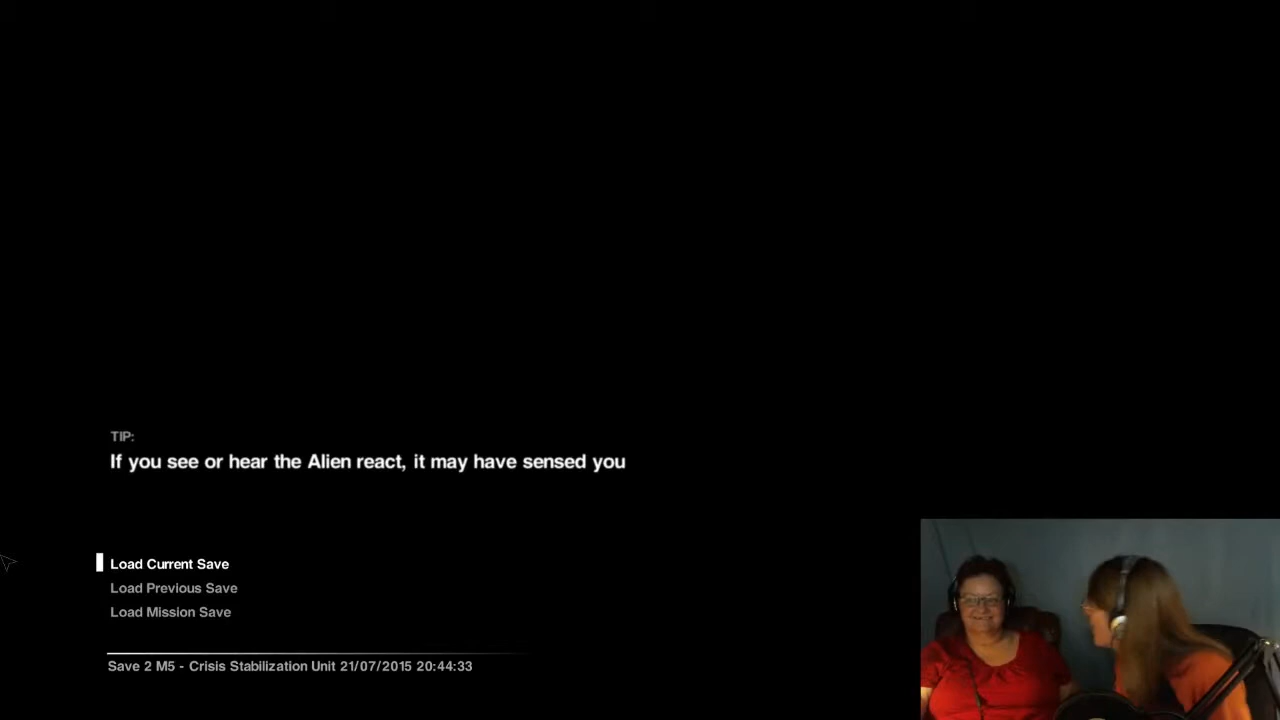 TIP:
If you see or hear the Alien react, it may have sensed you
Load Current Save
Load Previous Save
Load Mission Save
Save 2 M5 - Crisis Stabilization Unit 21/07/2015 20:44:33